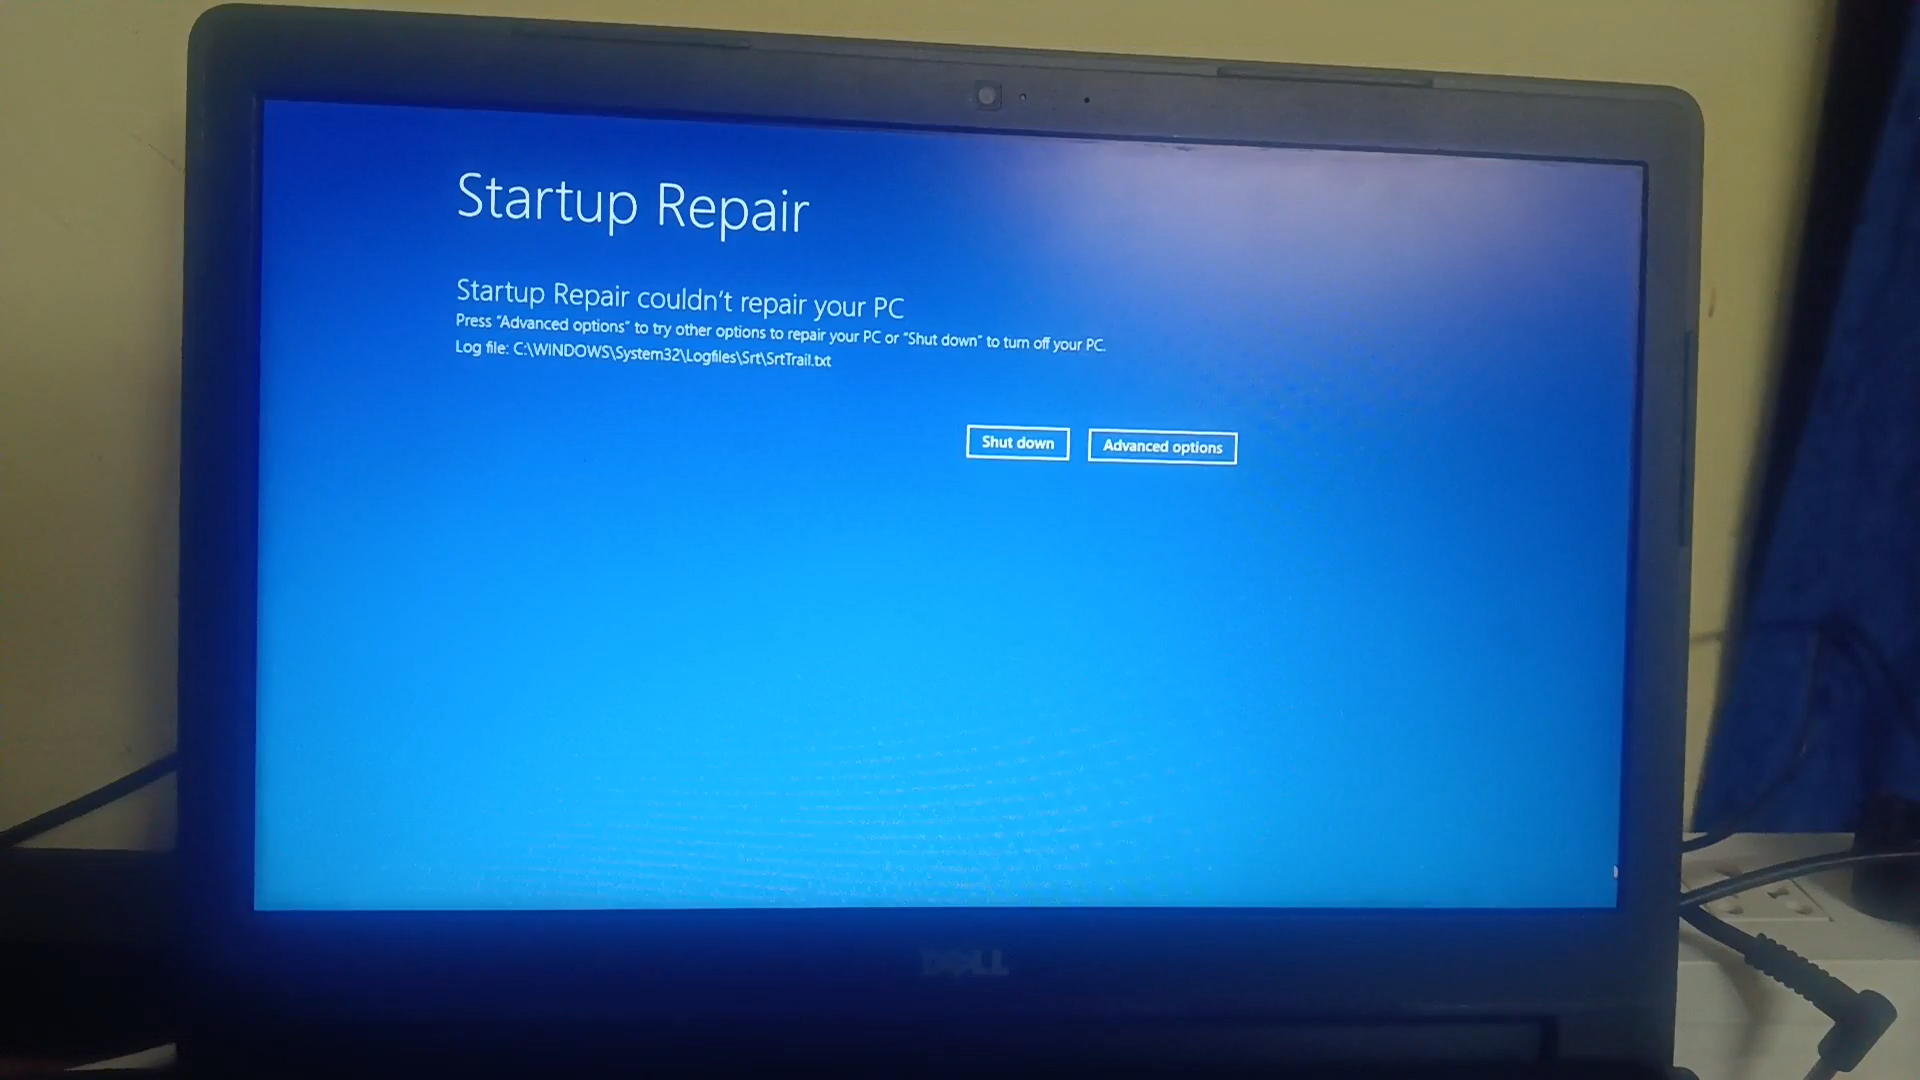 Startup Repair
Startup Repair couldn't repair your PC
Press "Advanced options" to try other options to repair your PC or "Shut down" to turn off your PC.
Log file: C:\WINDOWS\System32\Logfiles\Srt\SrtTrail.txt
Shut down
Advanced options
DELL